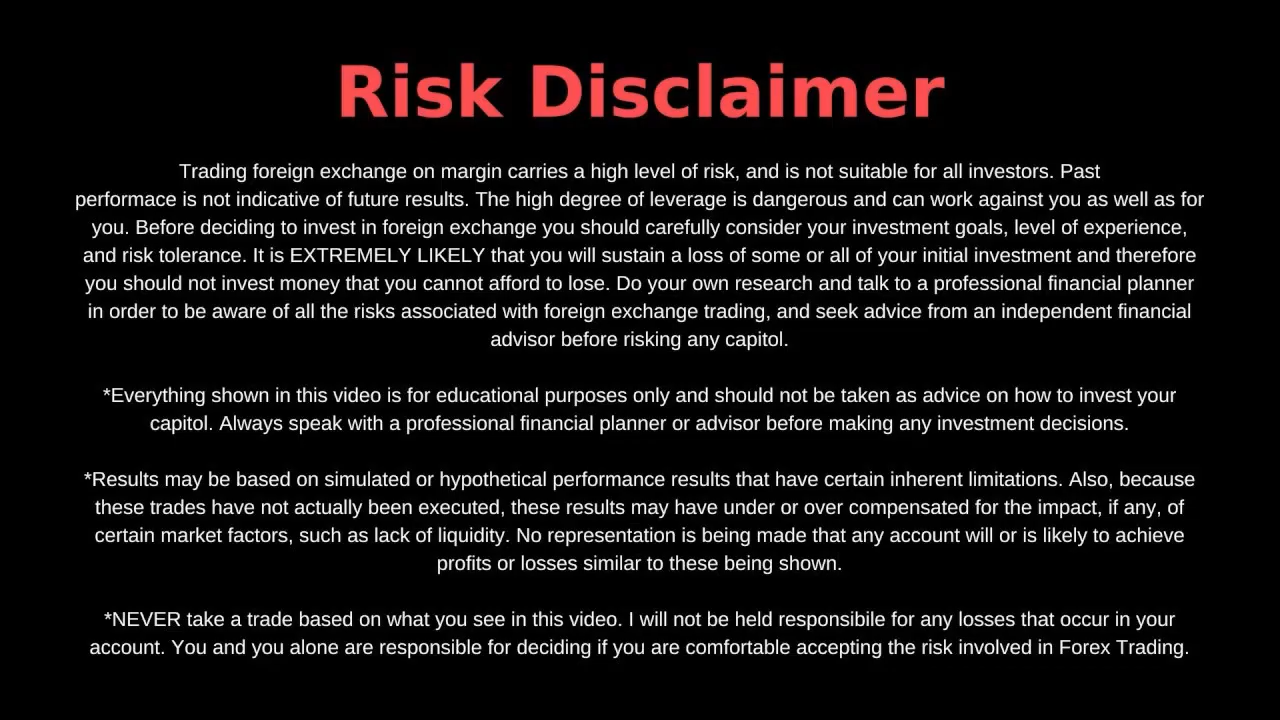 Risk Disclaimer
Trading foreign exchange on margin carries a high level of risk, and is not suitable for all investors. Past
performace is not indicative of future results. The high degree of leverage is dangerous and can work against you as well as for
you. Before deciding to invest in foreign exchange you should carefully consider your investment goals, level of experience,
and risk tolerance. It is EXTREMELY LIKELY that you will sustain a loss of some or all of your initial investment and therefore
you should not invest money that you cannot afford to lose. Do your own research and talk to a professional financial planner
in order to be aware of all the risks associated with foreign exchange trading, and seek advice from an independent financial
advisor before risking any capitol.
*Everything shown in this video is for educational purposes only and should not be taken as advice on how to invest your
capitol. Always speak with a professional financial planner or advisor before making any investment decisions.
*Results may be based on simulated or hypothetical performance results that have certain inherent limitations. Also, because
these trades have not actually been executed, these results may have under or over compensated for the impact, if any, of
certain market factors, such as lack of liquidity. No representation is being made that any account will or is likely to achieve
profits or losses similar to these being shown.
*NEVER take a trade based on what you see in this video. I will not be held responsibile for any losses that occur in your
account. You and you alone are responsible for deciding if you are comfortable accepting the risk involved in Forex Trading.